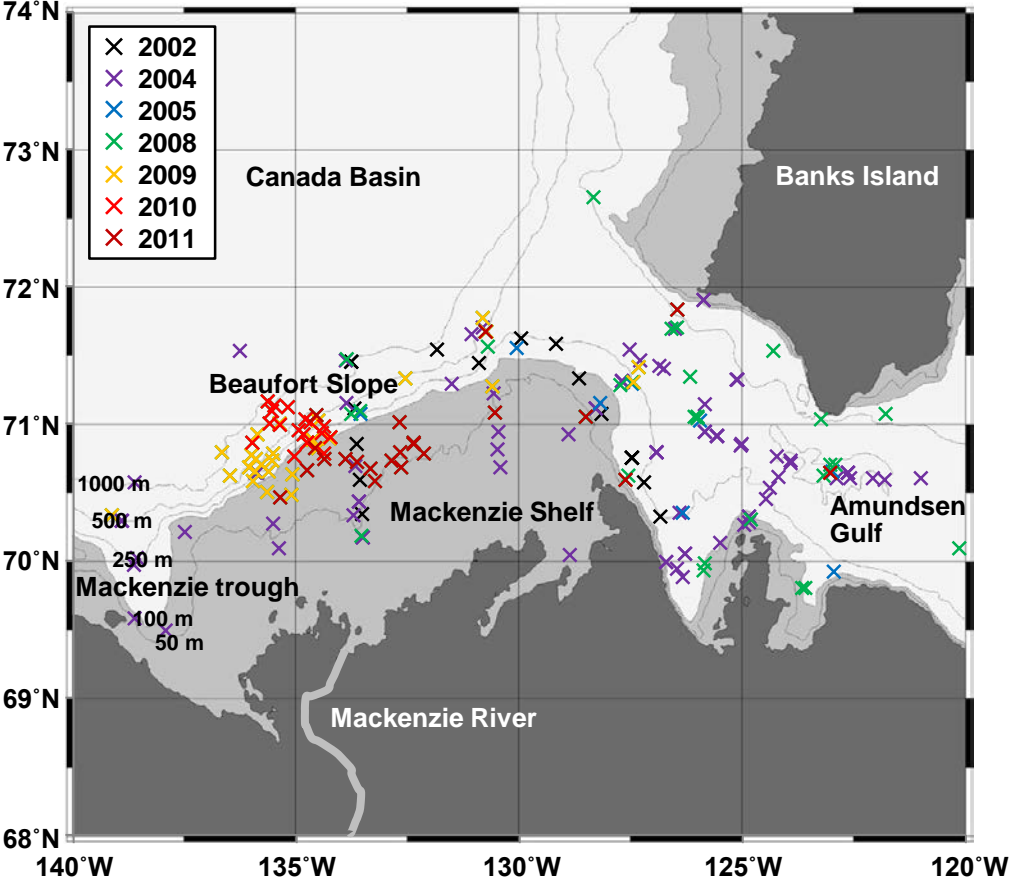 74°N
2002
2004
2005
2008
2009
2010
2011
73°N
Canada Basin
Banks Island
72°N
Beaufort Slope
71°N
1000 m
500 m
Mackenzie Shelf
Amundsen
Gulf
250 m
70°N
Mackenzie trough
100 m
50 m
69°N
Mackenzie River
68°N
140°W
135°W
130°W
125°W
120°W